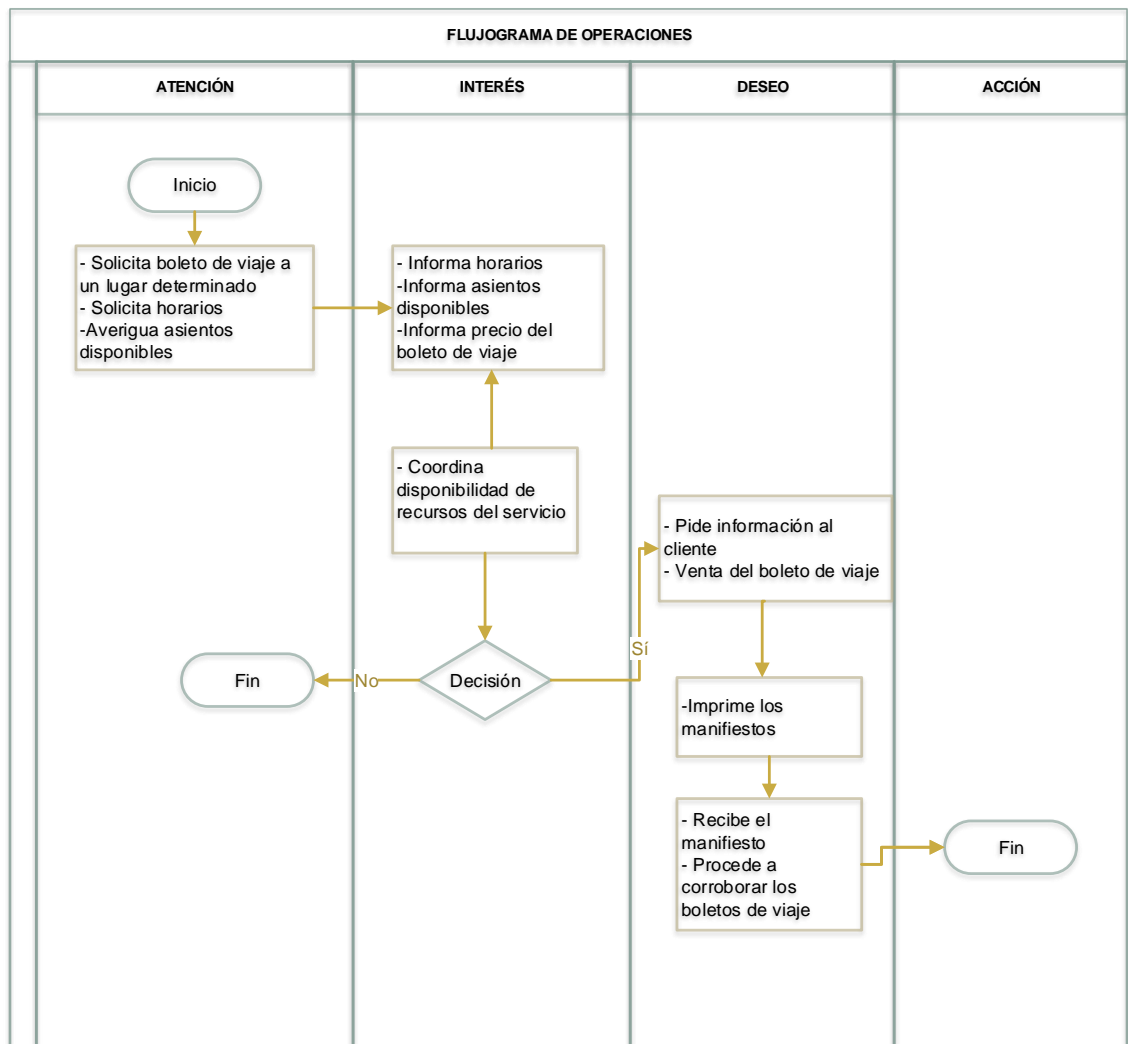 FLUJOGRAMA DE OPERACIONES
ATENCIÓN
INTERÉS
DESEO
ACCIÓN
Inicio
- Solicita boleto de viaje a
un lugar determinado
- Solicita horarios
-Averigua asientos
disponibles
- Informa horarios
-Informa asientos
disponibles
-Informa precio del
boleto de viaje
- Coordina
disponibilidad de
recursos del servicio
- Pide información al
cliente
- Venta del boleto de viaje
Sí
Decisión
No
Fin
-Imprime los
manifiestos
- Recibe el
manifiesto
- Procede a
corroborar los
boletos de viaje
Fin